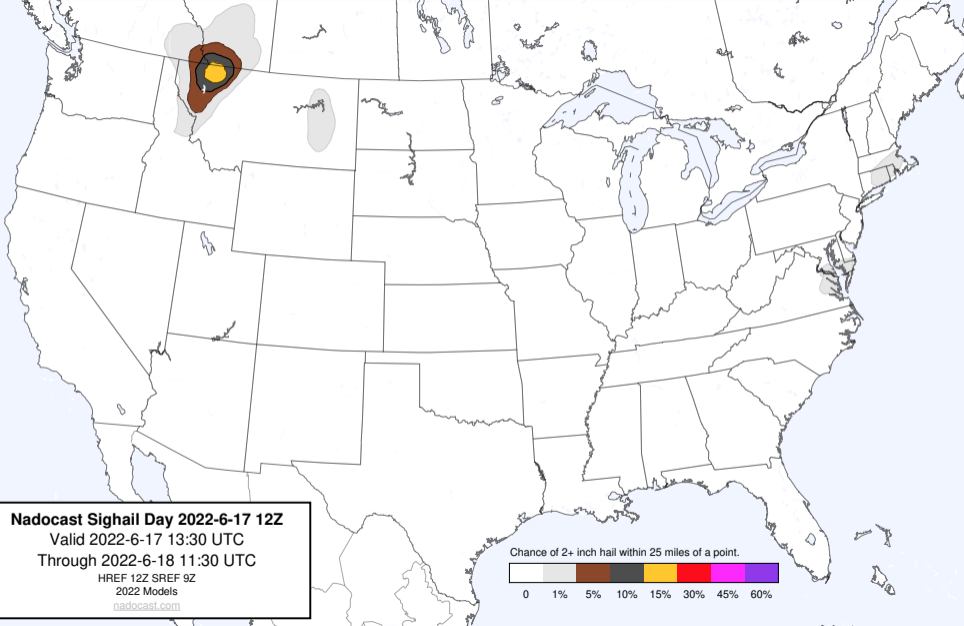 Nadocast Sighail Day 2022-6-17 12Z
Valid 2022-6-17 13:30 UTC
Through 2022-6-18 11:30 UTC
HREF 12Z SREF 9Z
2022 Models
nadocast.com
Chance of 2+ inch hail within 25 miles of a point.
0 1% 5% 10% 15% 30% 45% 60%